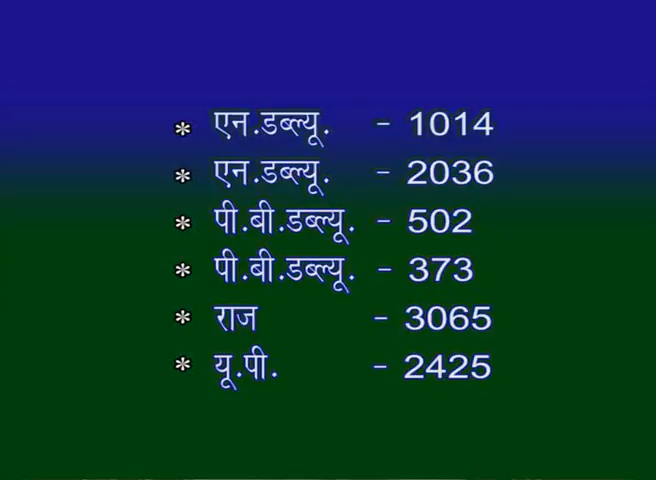 * एन.डब्ल्यू. - 1014
* एन.डब्ल्यू. - 2036
* पी.बी.डब्ल्यू. - 502
* पी.बी.डब्ल्यू. - 373
* राज - 3065
* यू.पी. - 2425